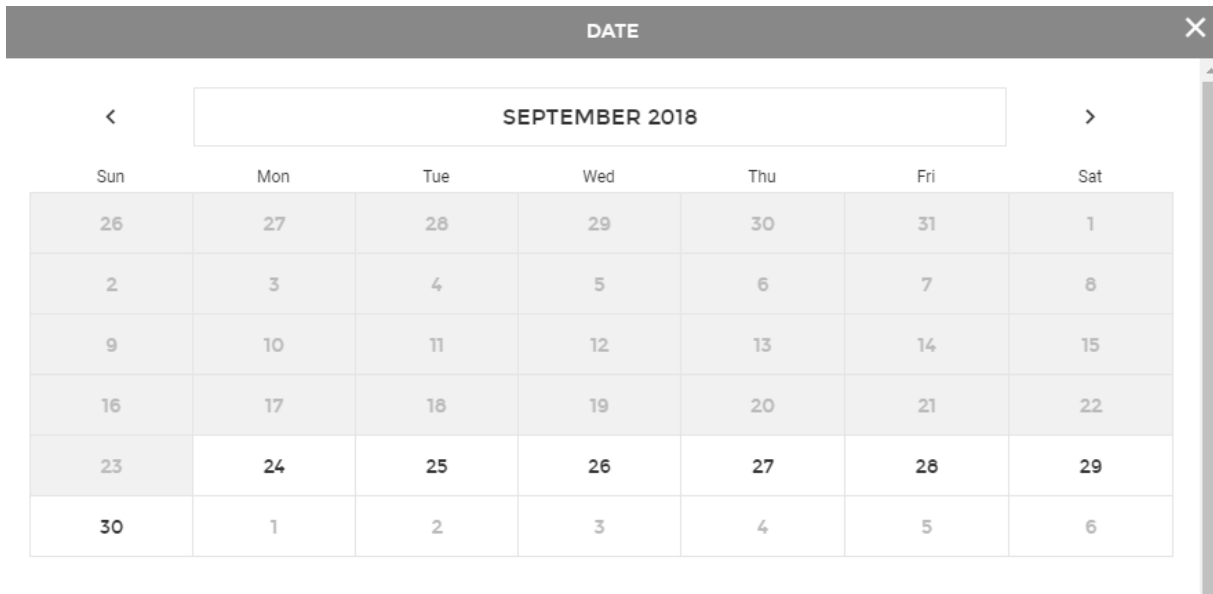 DATE
SEPTEMBER 2018
Sun Mon Tue Wed Thu Fri Sat
26 27 28 29 30 31 1
2 3 4 5 6 7 8
9 10 11 12 13 14 15
16 17 18 19 20 21 22
23 24 25 26 27 28 29
30 1 2 3 4 5 6